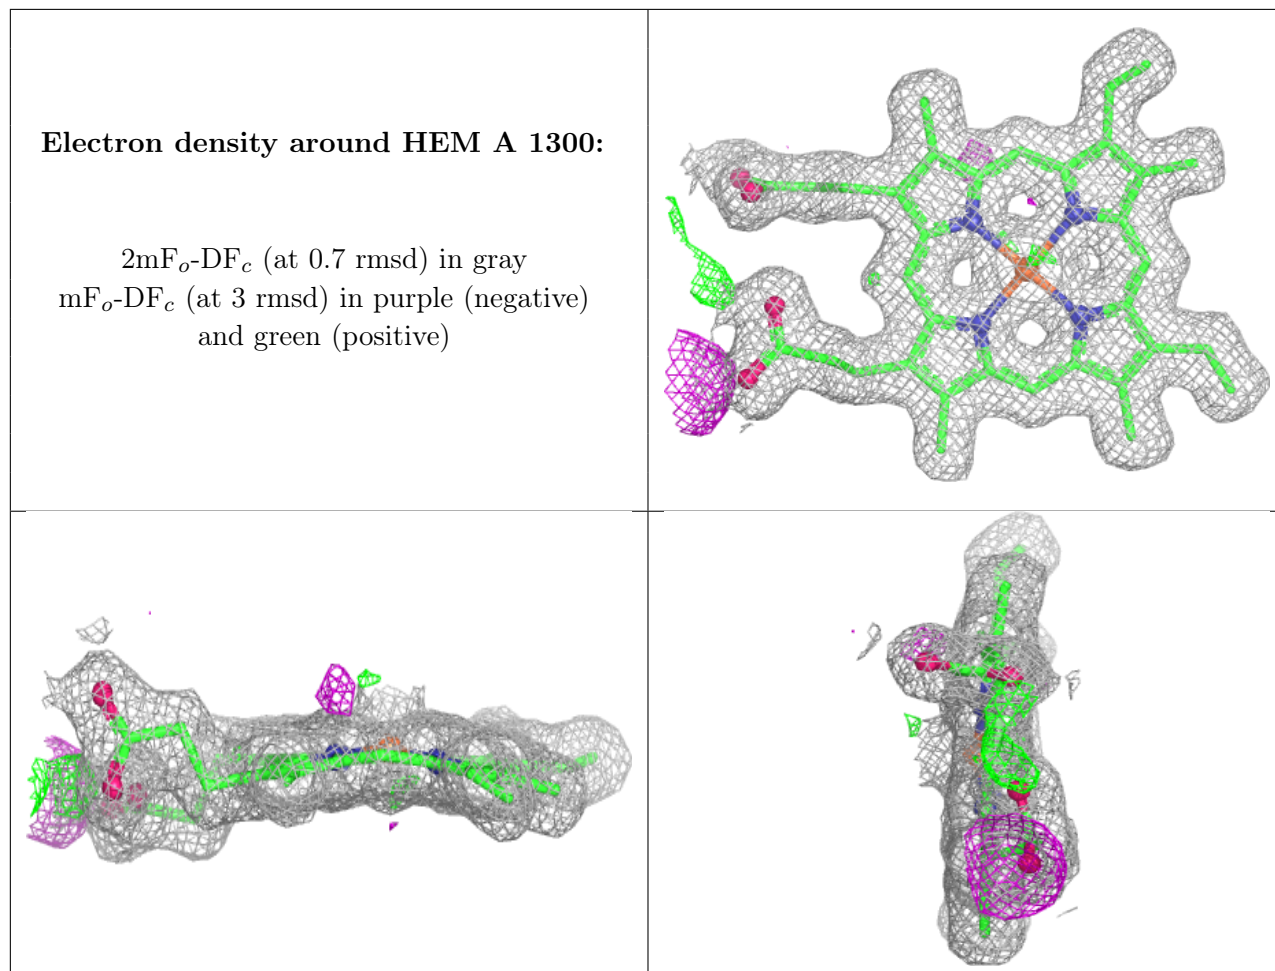 Electron density around HEM A 1300:
2mFo-DFc (at 0.7 rmsd) in gray
mFo-DFc (at 3 rmsd) in purple (negative)
and green (positive)